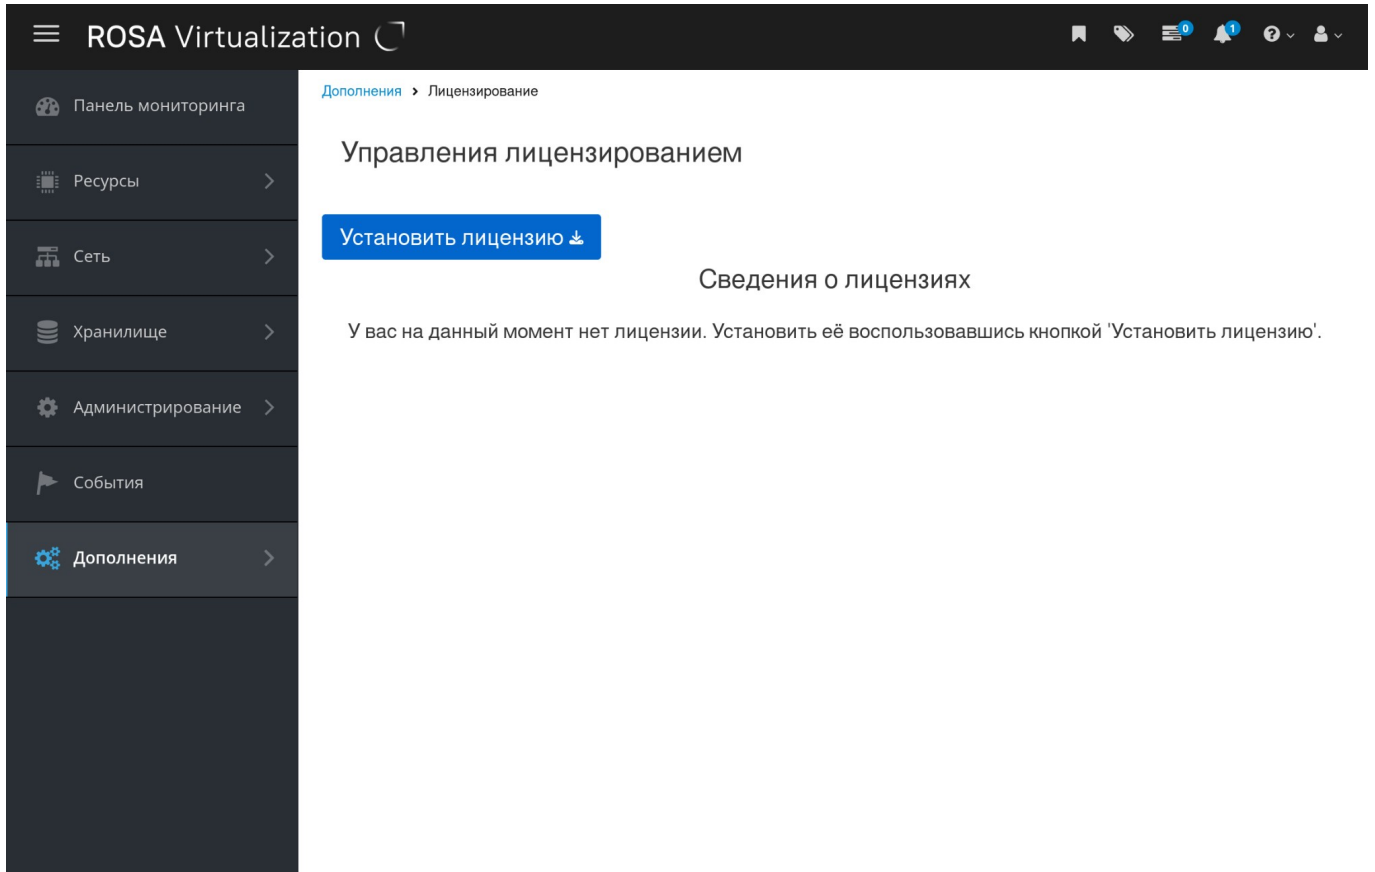 ROSA Virtualization
0
1
Панель мониторинга
Ресурсы
Сеть
Хранилище
Администрирование
События
Дополнения
Дополнения > Лицензирование
Управления лицензированием
Установить лицензию
Сведения о лицензиях
У вас на данный момент нет лицензии. Установить её воспользовавшись кнопкой 'Установить лицензию'.